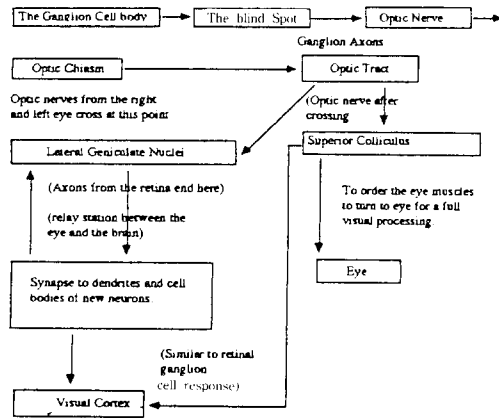 The Ganglion Cell body
The blind Spot
Optic Nerve
Ganglion Axons
Optic Chiasm
Optic Tract
Optic nerves from the right
and left eye cross at this point
(Optic nerve after
crossing
Lateral Geniculate Nuclei
Superior Colliculus
(Axons from the retina end here)
(relay station between the
eye and the brain)
To order the eye muscles
to turn to eye for a full
visual processing.
Synapse to dendrites and cell
bodies of new neurons.
Eye
(Similar to retinal
ganglion
cell response)
Visual Cortex